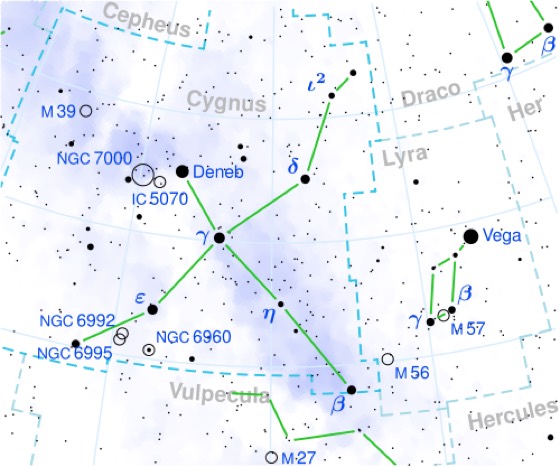 Cepheus
β
γ
ι²
Draco
Her
M 39
Cygnus
Lyra
NGC 7000
Deneb
δ
IC 5070
γ
Vega
ε
η
β
NGC 6992
γ
M 57
NGC 6995
NGC 6960
M 56
Vulpecula
β
Hercules
M 27